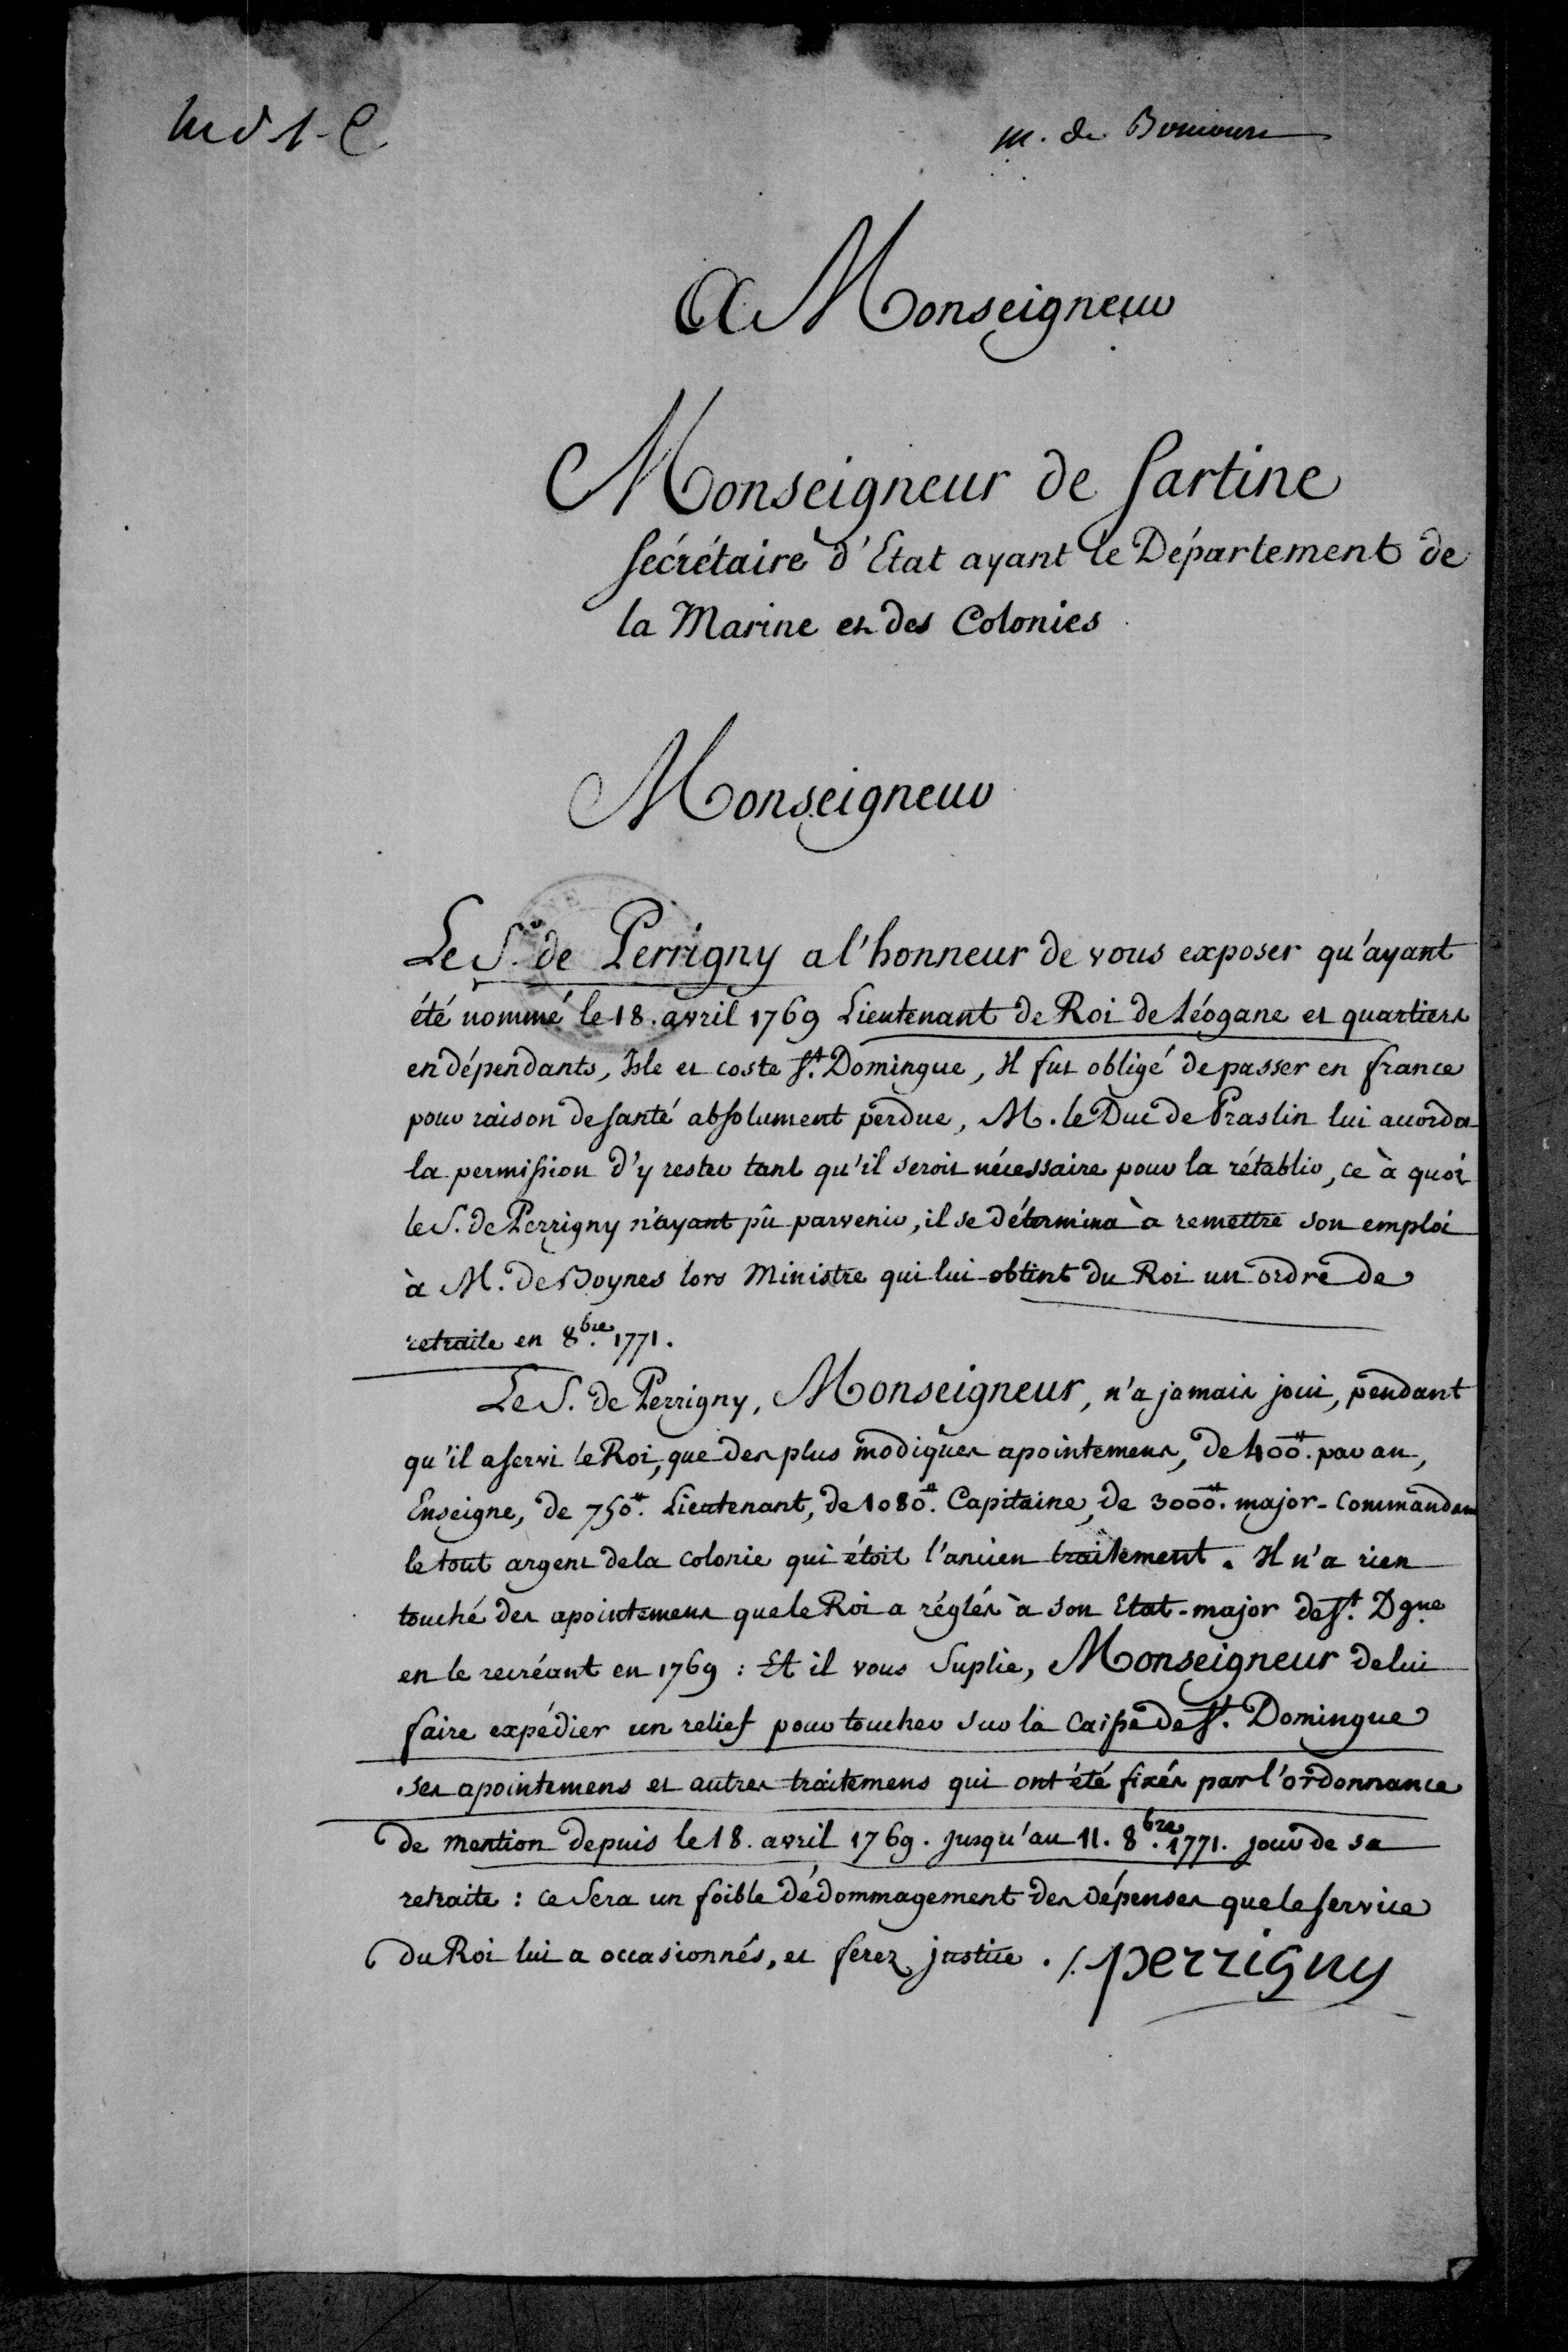 M. de
A Monseigneur
Monseigneur de Sartine
Secrétaire d'Etat ayant le Département de
la Marine et des Colonies
Monseigneur
Le S.r de Perrigny a l'honneur de vous exposer qu'ayant
été nommé le 18. avril 1769 Lieutenant de Roi de Léogane et quartiers
en dépendants, Isle et coste St. Domingue, Il fut obligé de passer en france
pour raison de santé absolument perdue, M. le Duc de Praslin lui accorda
la permission d'y rester tant qu'il seroit nécessaire pour la rétablir, ce à quoi
le S. de Perrigny n'ayant pû parvenir, il se détermina à remettre son emploi
à M. de Boynes lors Ministre qui lui obtint du Roi un ordre de
retraite en 8.bre 1771.
Le S. de Perrigny, Monseigneur, n'a jamais joui, pendant
qu'il a servi le Roi, que des plus modiques apointemens, de 400.tt par an,
Enseigne, de 750.tt Lieutenant, de 1080.tt Capitaine, de 3000.tt major-Commandant
le tout argent de la colonie qui étoit l'ancien traitement. Il n'a rien
touché des apointemens que le Roi a réglés à son Etat-major de St. Dgue
en le recréant en 1769 : Et il vous Suplie, Monseigneur de lui
faire expédier un relief pour toucher sur la Caisse de St. Domingue
ses apointemens et autres traitemens qui ont été fixés par l'ordonnance
de mention depuis le 18. avril 1769. jusqu'au 11. 8.bre 1771. jour de sa
retraite : ce sera un foible dédommagement des dépenses que le service
du Roi lui a occasionnés, et ferez justice. /. perrigny